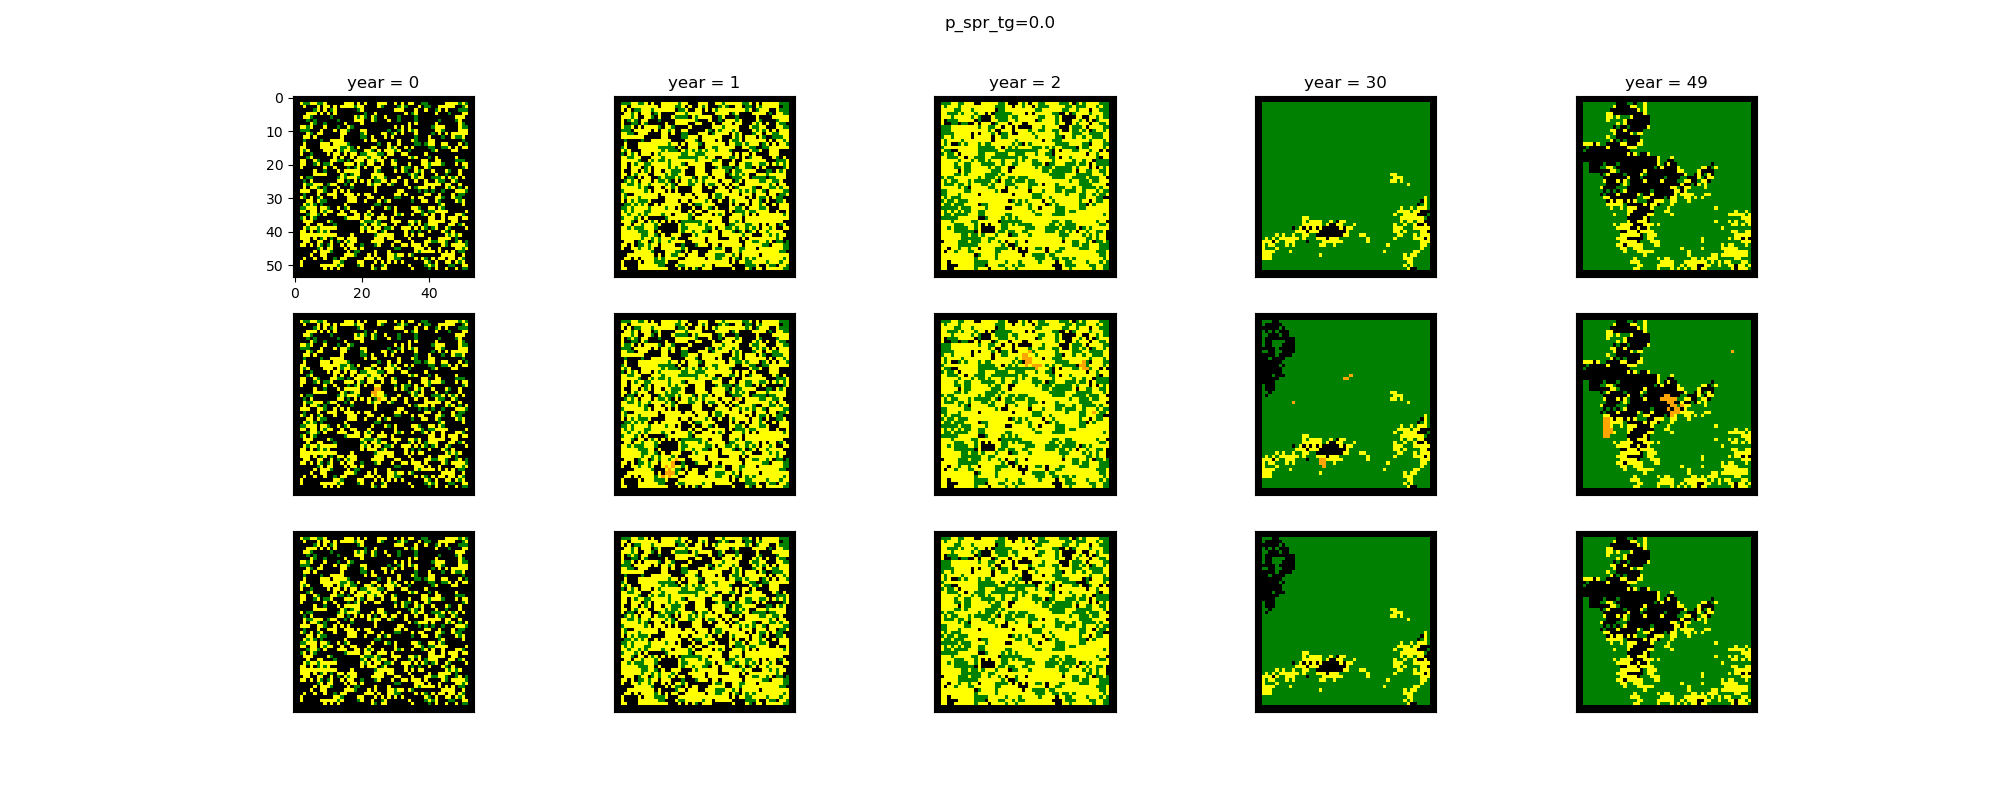 p_spr_tg=0.0
year = 0
year = 1
year = 2
year = 30
year = 49
0
10
20
30
40
50
0 20 40